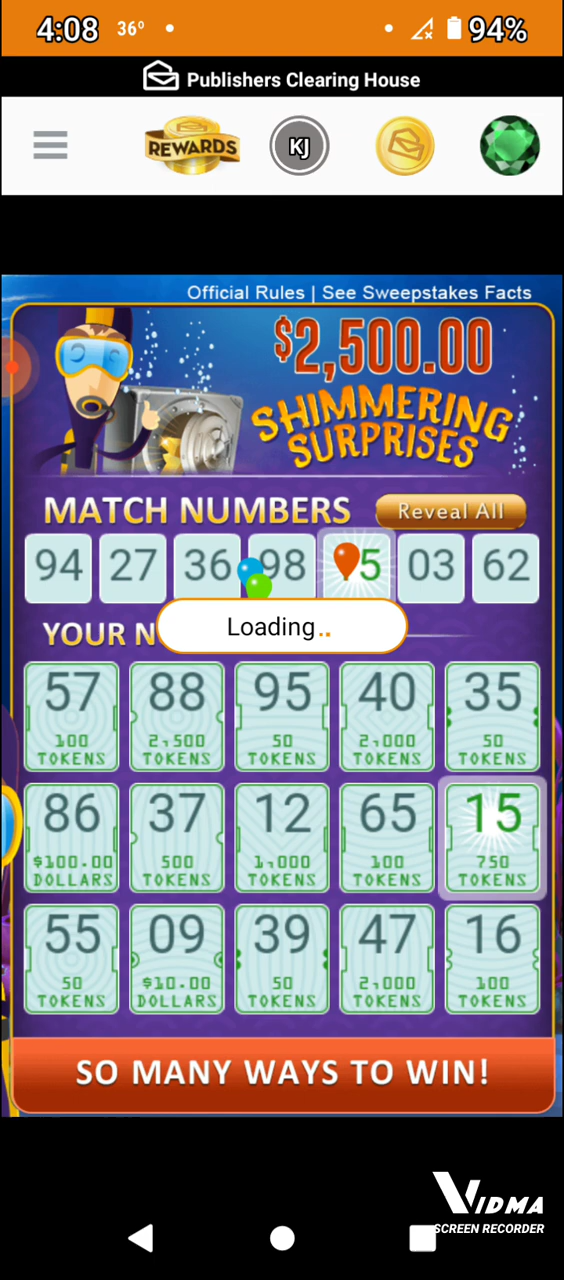 4:08 36° 94%
Publishers Clearing House
REWARDS KJ
Official Rules | See Sweepstakes Facts
$2,500.00
SHIMMERING
SURPRISES
MATCH NUMBERS Reveal All
94 27 36 98 5 03 62
YOUR N
Loading..
57 88 95 40 35
100 2,500 50 2,000 50
TOKENS TOKENS TOKENS TOKENS TOKENS
86 37 12 65 15
$100.00 500 1,000 100 750
DOLLARS TOKENS TOKENS TOKENS TOKENS
55 09 39 47 16
50 $10.00 50 2,000 100
TOKENS DOLLARS TOKENS TOKENS TOKENS
SO MANY WAYS TO WIN!
VIDMA
SCREEN RECORDER